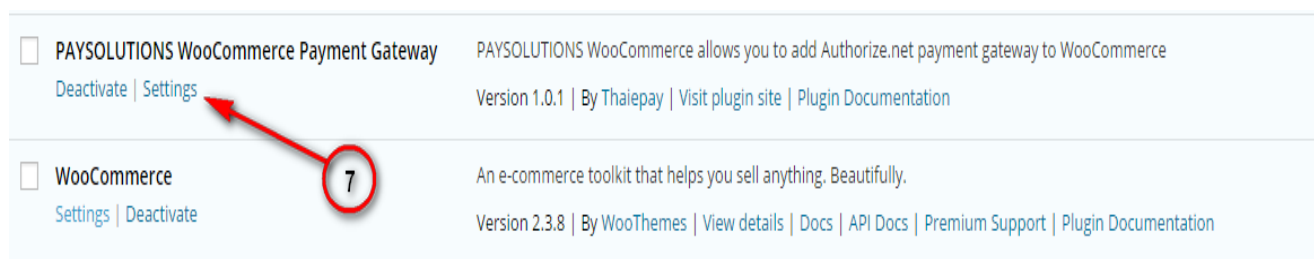 PAYSOLUTIONS WooCommerce Payment Gateway
Deactivate | Settings
PAYSOLUTIONS WooCommerce allows you to add Authorize.net payment gateway to WooCommerce
Version 1.0.1 | By Thaiepay | Visit plugin site | Plugin Documentation
7
WooCommerce
Settings | Deactivate
An e-commerce toolkit that helps you sell anything. Beautifully.
Version 2.3.8 | By WooThemes | View details | Docs | API Docs | Premium Support | Plugin Documentation